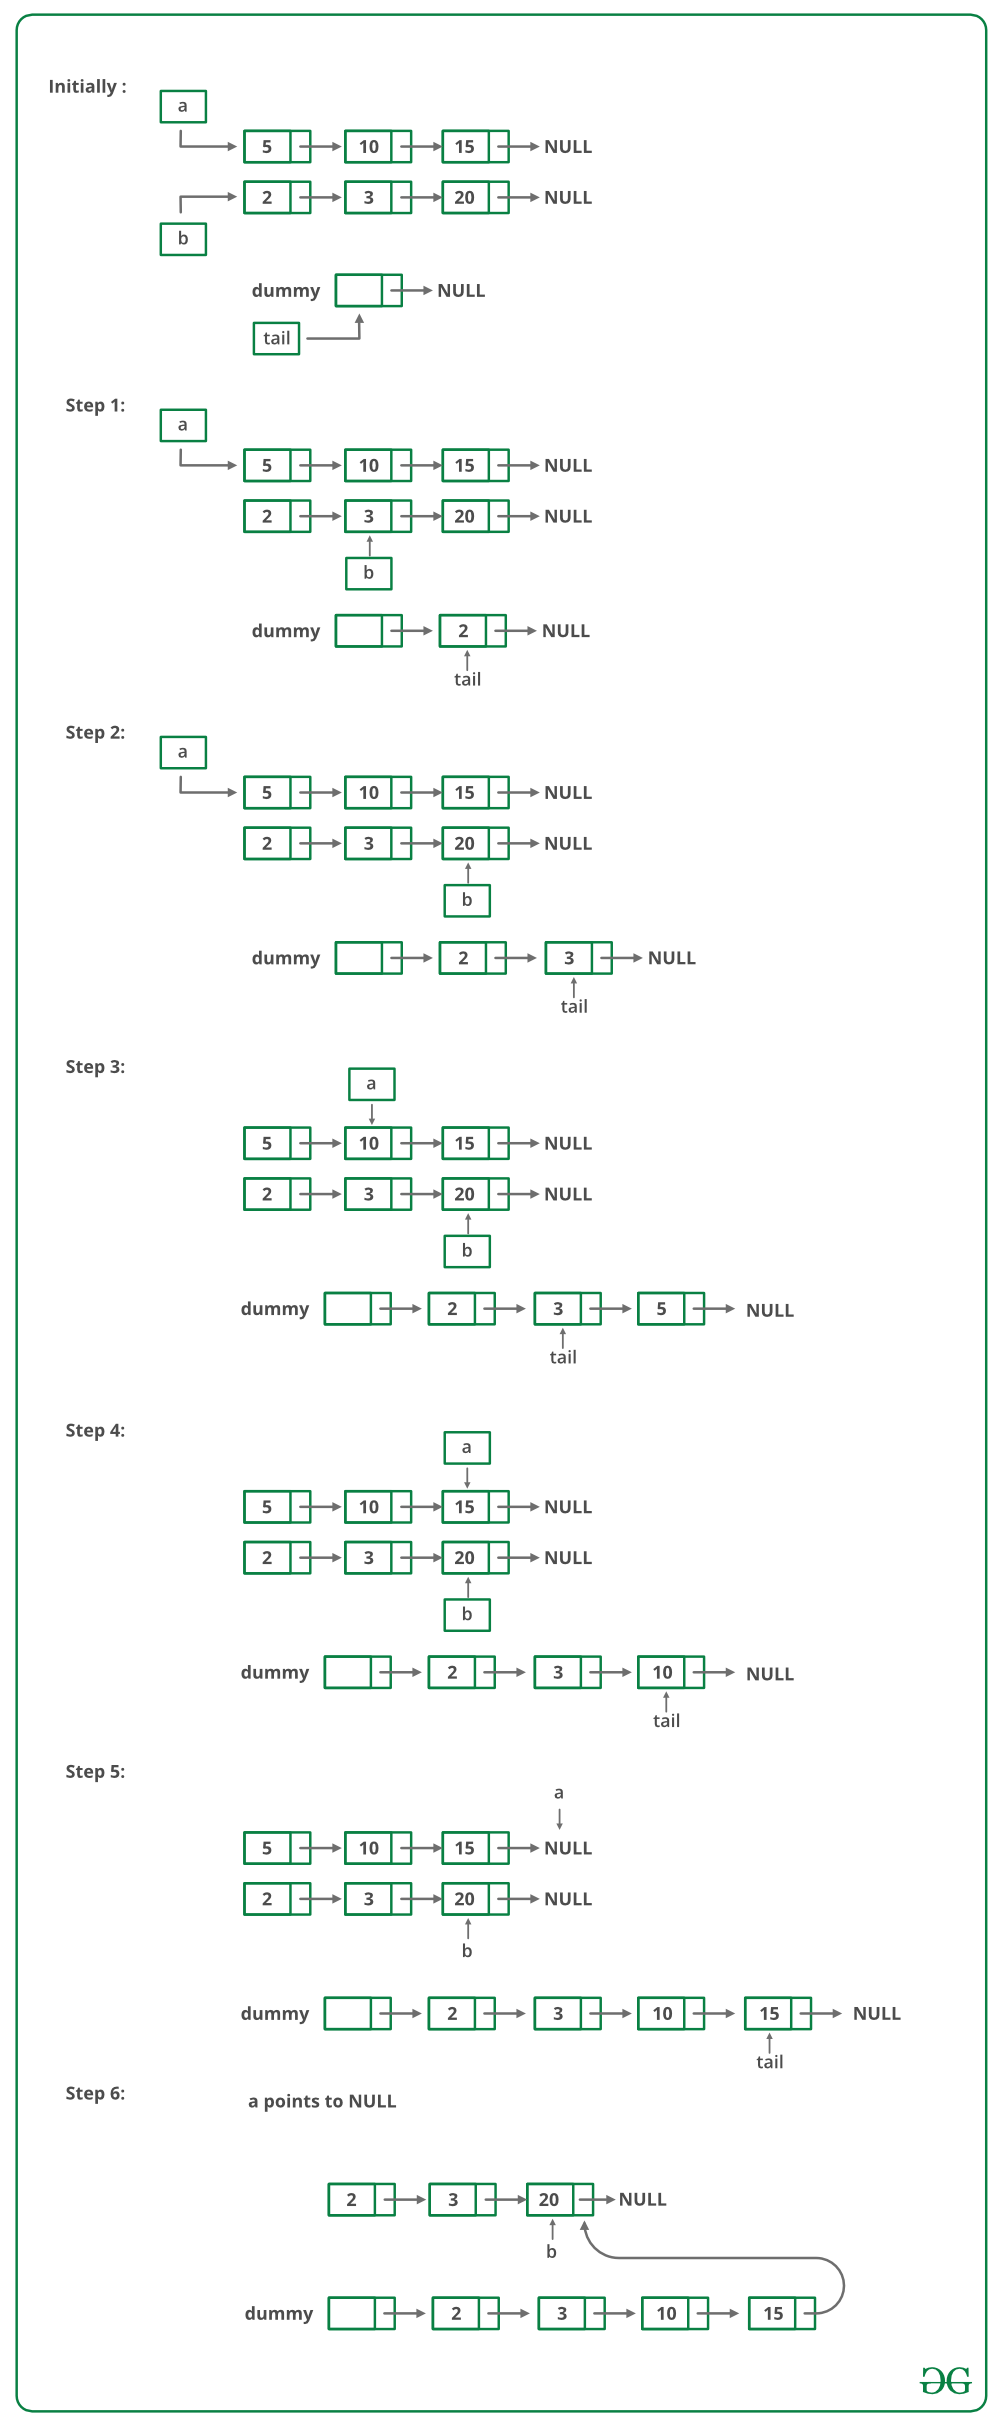 Initially :
a
5 10 15 NULL
2 3 20 NULL
b
dummy NULL
tail
Step 1:
a
5 10 15 NULL
2 3 20 NULL
b
dummy 2 NULL
tail
Step 2:
a
5 10 15 NULL
2 3 20 NULL
b
dummy 2 3 NULL
tail
Step 3:
a
5 10 15 NULL
2 3 20 NULL
b
dummy 2 3 5 NULL
tail
Step 4:
a
5 10 15 NULL
2 3 20 NULL
b
dummy 2 3 10 NULL
tail
Step 5:
a
5 10 15 NULL
2 3 20 NULL
b
dummy 2 3 10 15 NULL
tail
Step 6:
a points to NULL
2 3 20 NULL
b
dummy 2 3 10 15